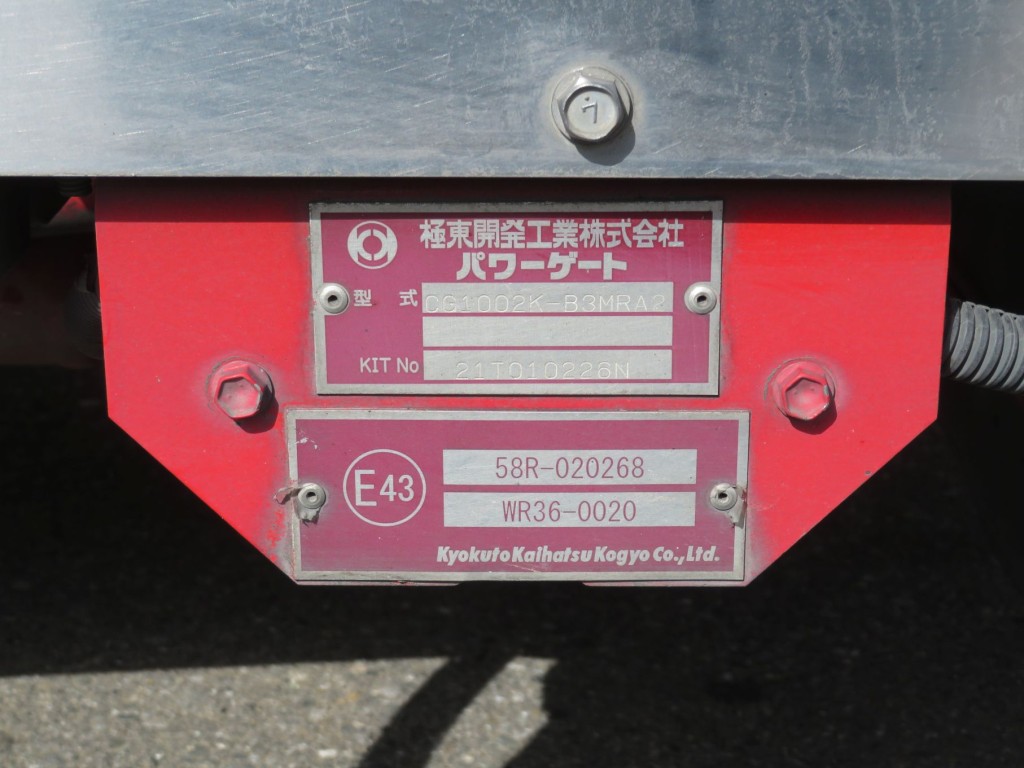 極東開発工業株式会社
パワーゲート
型式 CG1002K-B3MRA2
KIT No 21T010228N
E43
58R-020268
WR36-0020
Kyokuto Kaihatsu Kogyo Co.,Ltd.